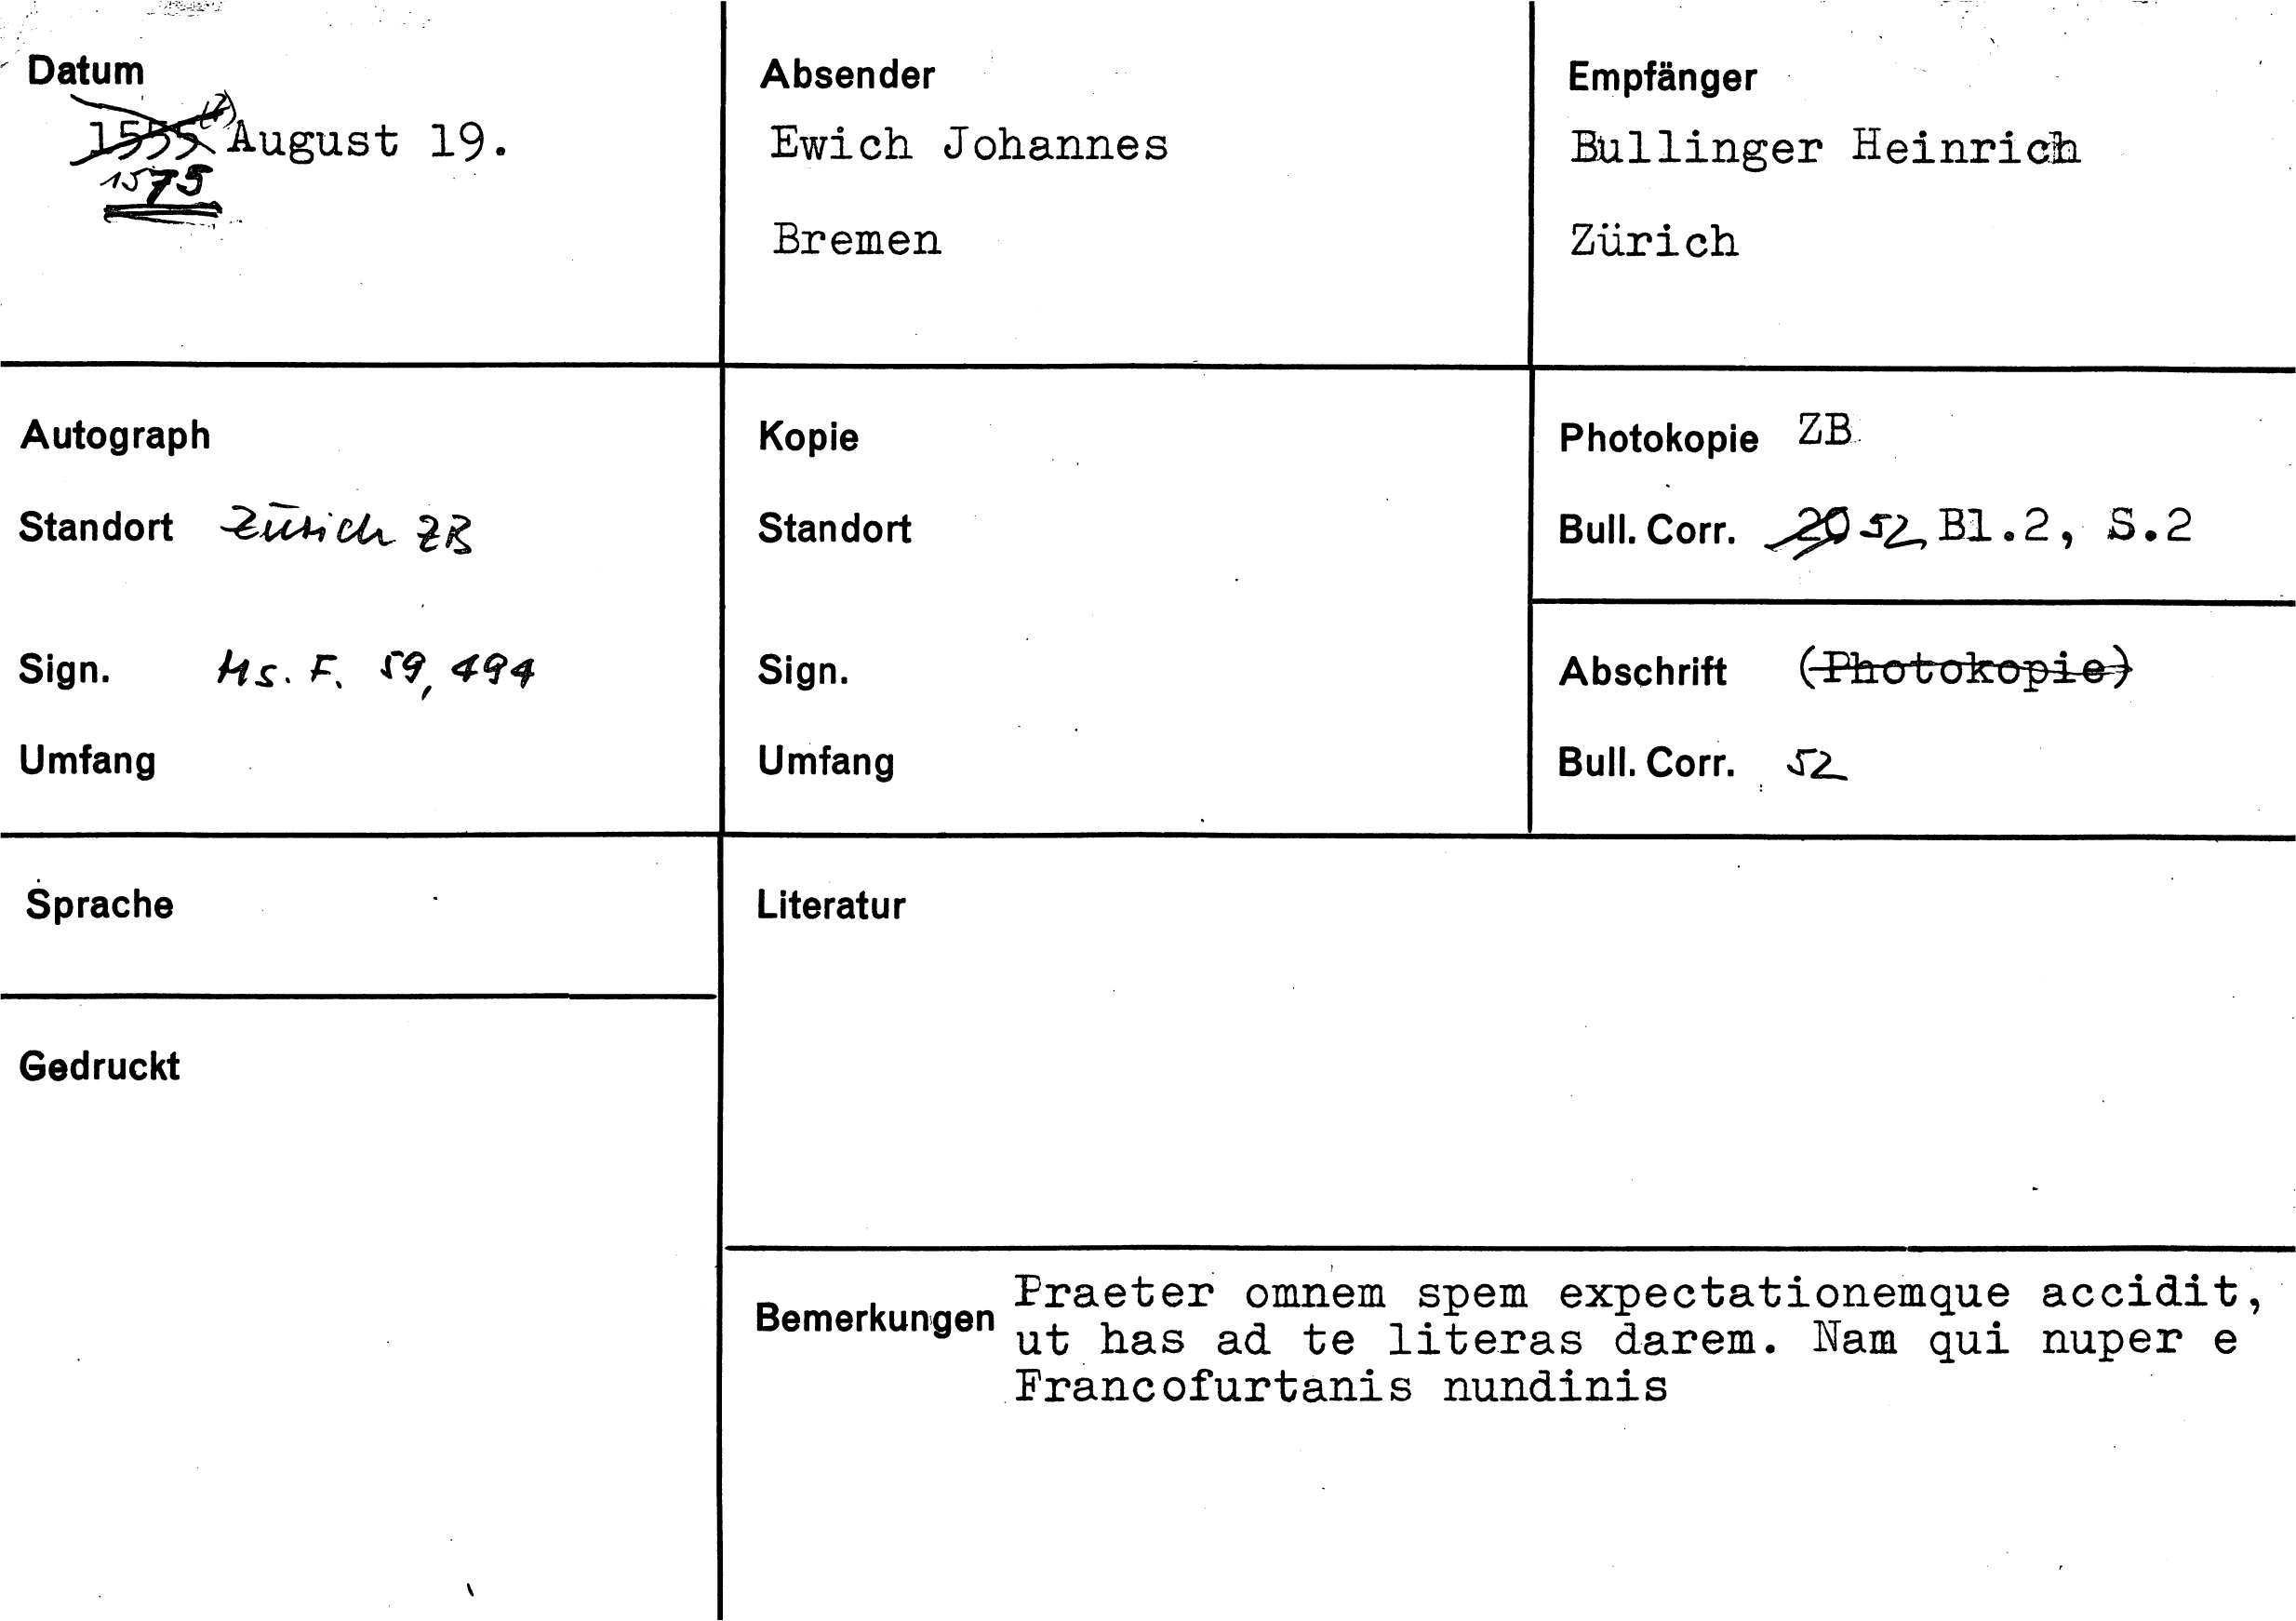 Datum
1555 (?) August 19.
1575
Absender
Ewich Johannes
Bremen
Empfänger
Bullinger Heinrich
Zürich
Autograph
Standort Zürich ZB
Sign. Ms. F. 59, 494
Umfang
Kopie
Standort
Sign.
Umfang
Photokopie ZB
Bull. Corr. 20 52, Bl.2, S.2
Abschrift (Photokopie)
Bull. Corr. 52
Sprache
Gedruckt
Literatur
Bemerkungen Praeter omnem spem expectationemque accidit,
ut has ad te literas darem. Nam qui nuper e
Francofurtanis nundinis